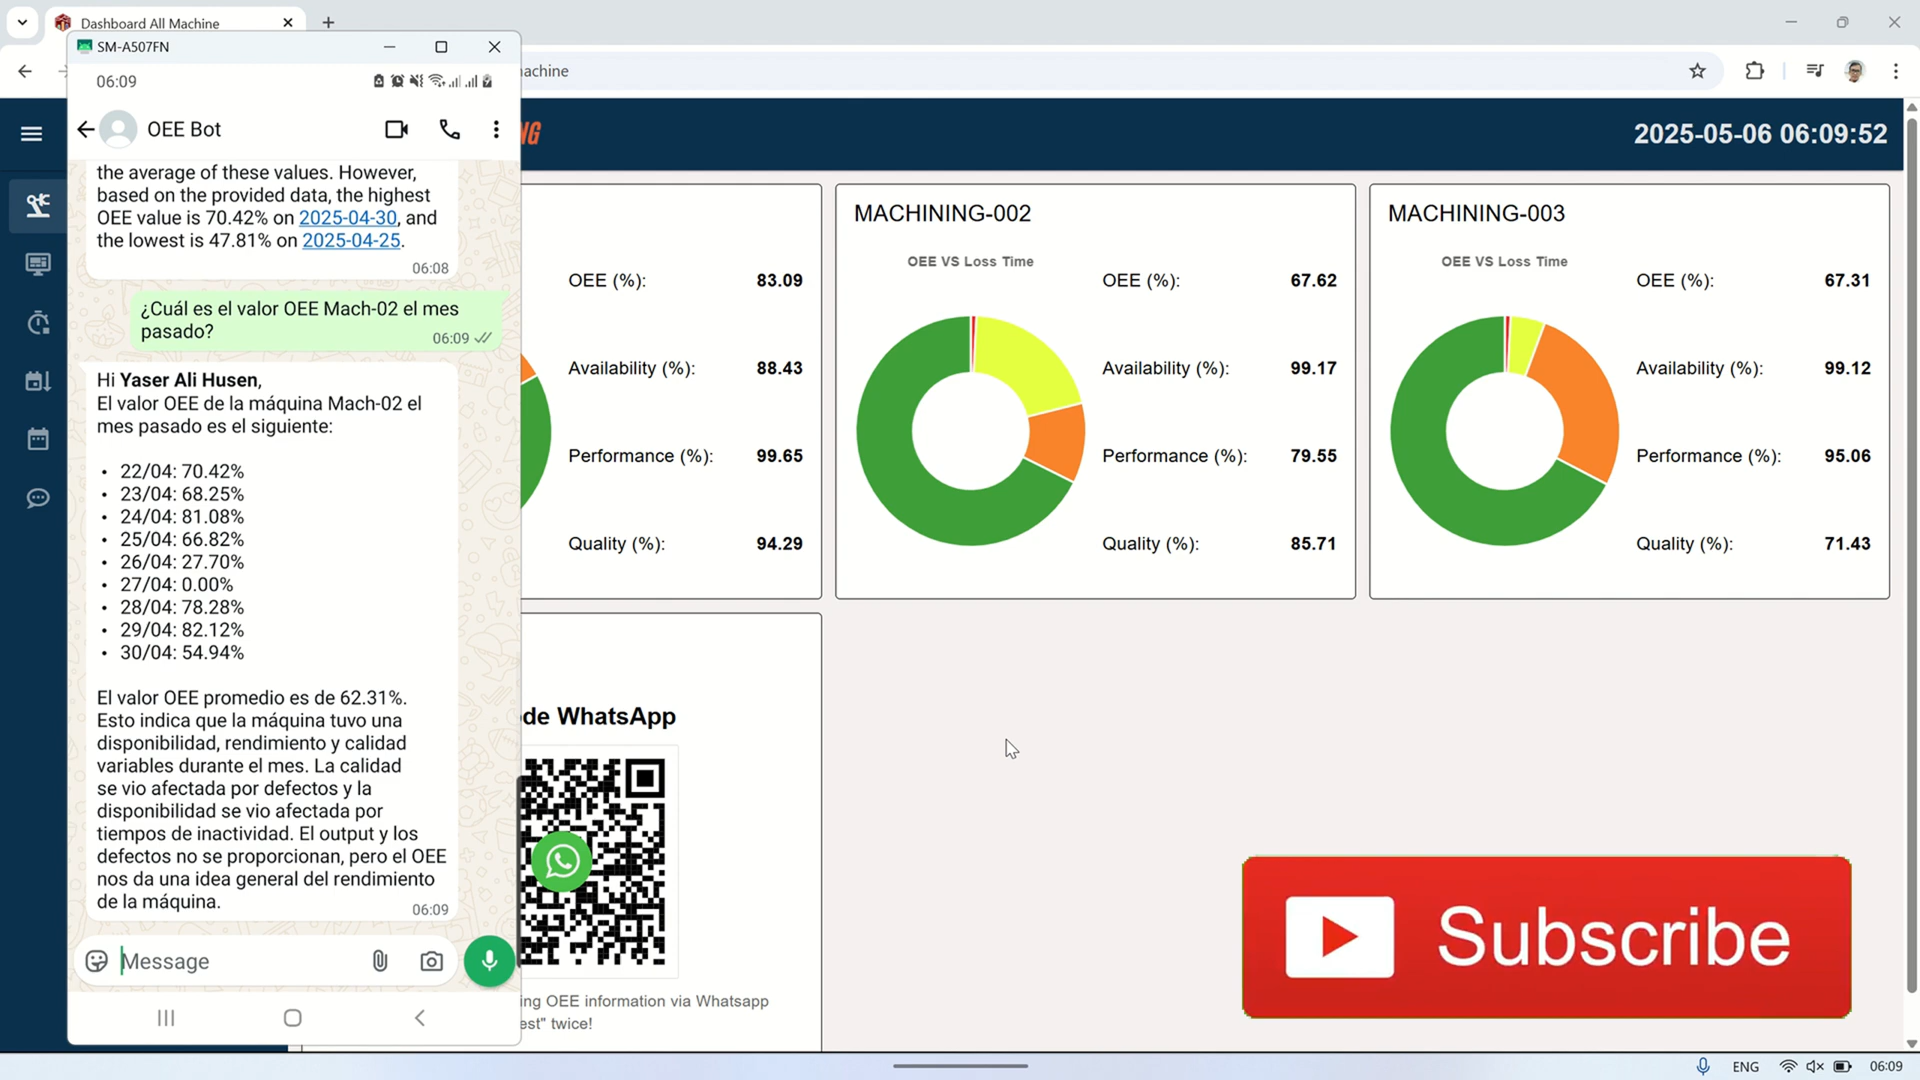 Dashboard All Machine
SM-A507FN
achine
06:09
OEE Bot
NG
2025-05-06 06:09:52
the average of these values. However,
based on the provided data, the highest
OEE value is 70.42% on 2025-04-30, and
the lowest is 47.81% on 2025-04-25.
06:08
¿Cuál es el valor OEE Mach-02 el mes
pasado?
06:09
Hi Yaser Ali Husen,
El valor OEE de la máquina Mach-02 el
mes pasado es el siguiente:
• 22/04: 70.42%
• 23/04: 68.25%
• 24/04: 81.08%
• 25/04: 66.82%
• 26/04: 27.70%
• 27/04: 0.00%
• 28/04: 78.28%
• 29/04: 82.12%
• 30/04: 54.94%
El valor OEE promedio es de 62.31%.
Esto indica que la máquina tuvo una
disponibilidad, rendimiento y calidad
variables durante el mes. La calidad
se vio afectada por defectos y la
disponibilidad se vio afectada por
tiempos de inactividad. El output y los
defectos no se proporcionan, pero el OEE
nos da una idea general del rendimiento
de la máquina.
06:09
Message
OEE (%): 83.09
Availability (%): 88.43
Performance (%): 99.65
Quality (%): 94.29
MACHINING-002
OEE VS Loss Time
OEE (%): 67.62
Availability (%): 99.17
Performance (%): 79.55
Quality (%): 85.71
MACHINING-003
OEE VS Loss Time
OEE (%): 67.31
Availability (%): 99.12
Performance (%): 95.06
Quality (%): 71.43
de WhatsApp
ing OEE information via Whatsapp
est" twice!
Subscribe
ENG
06:09